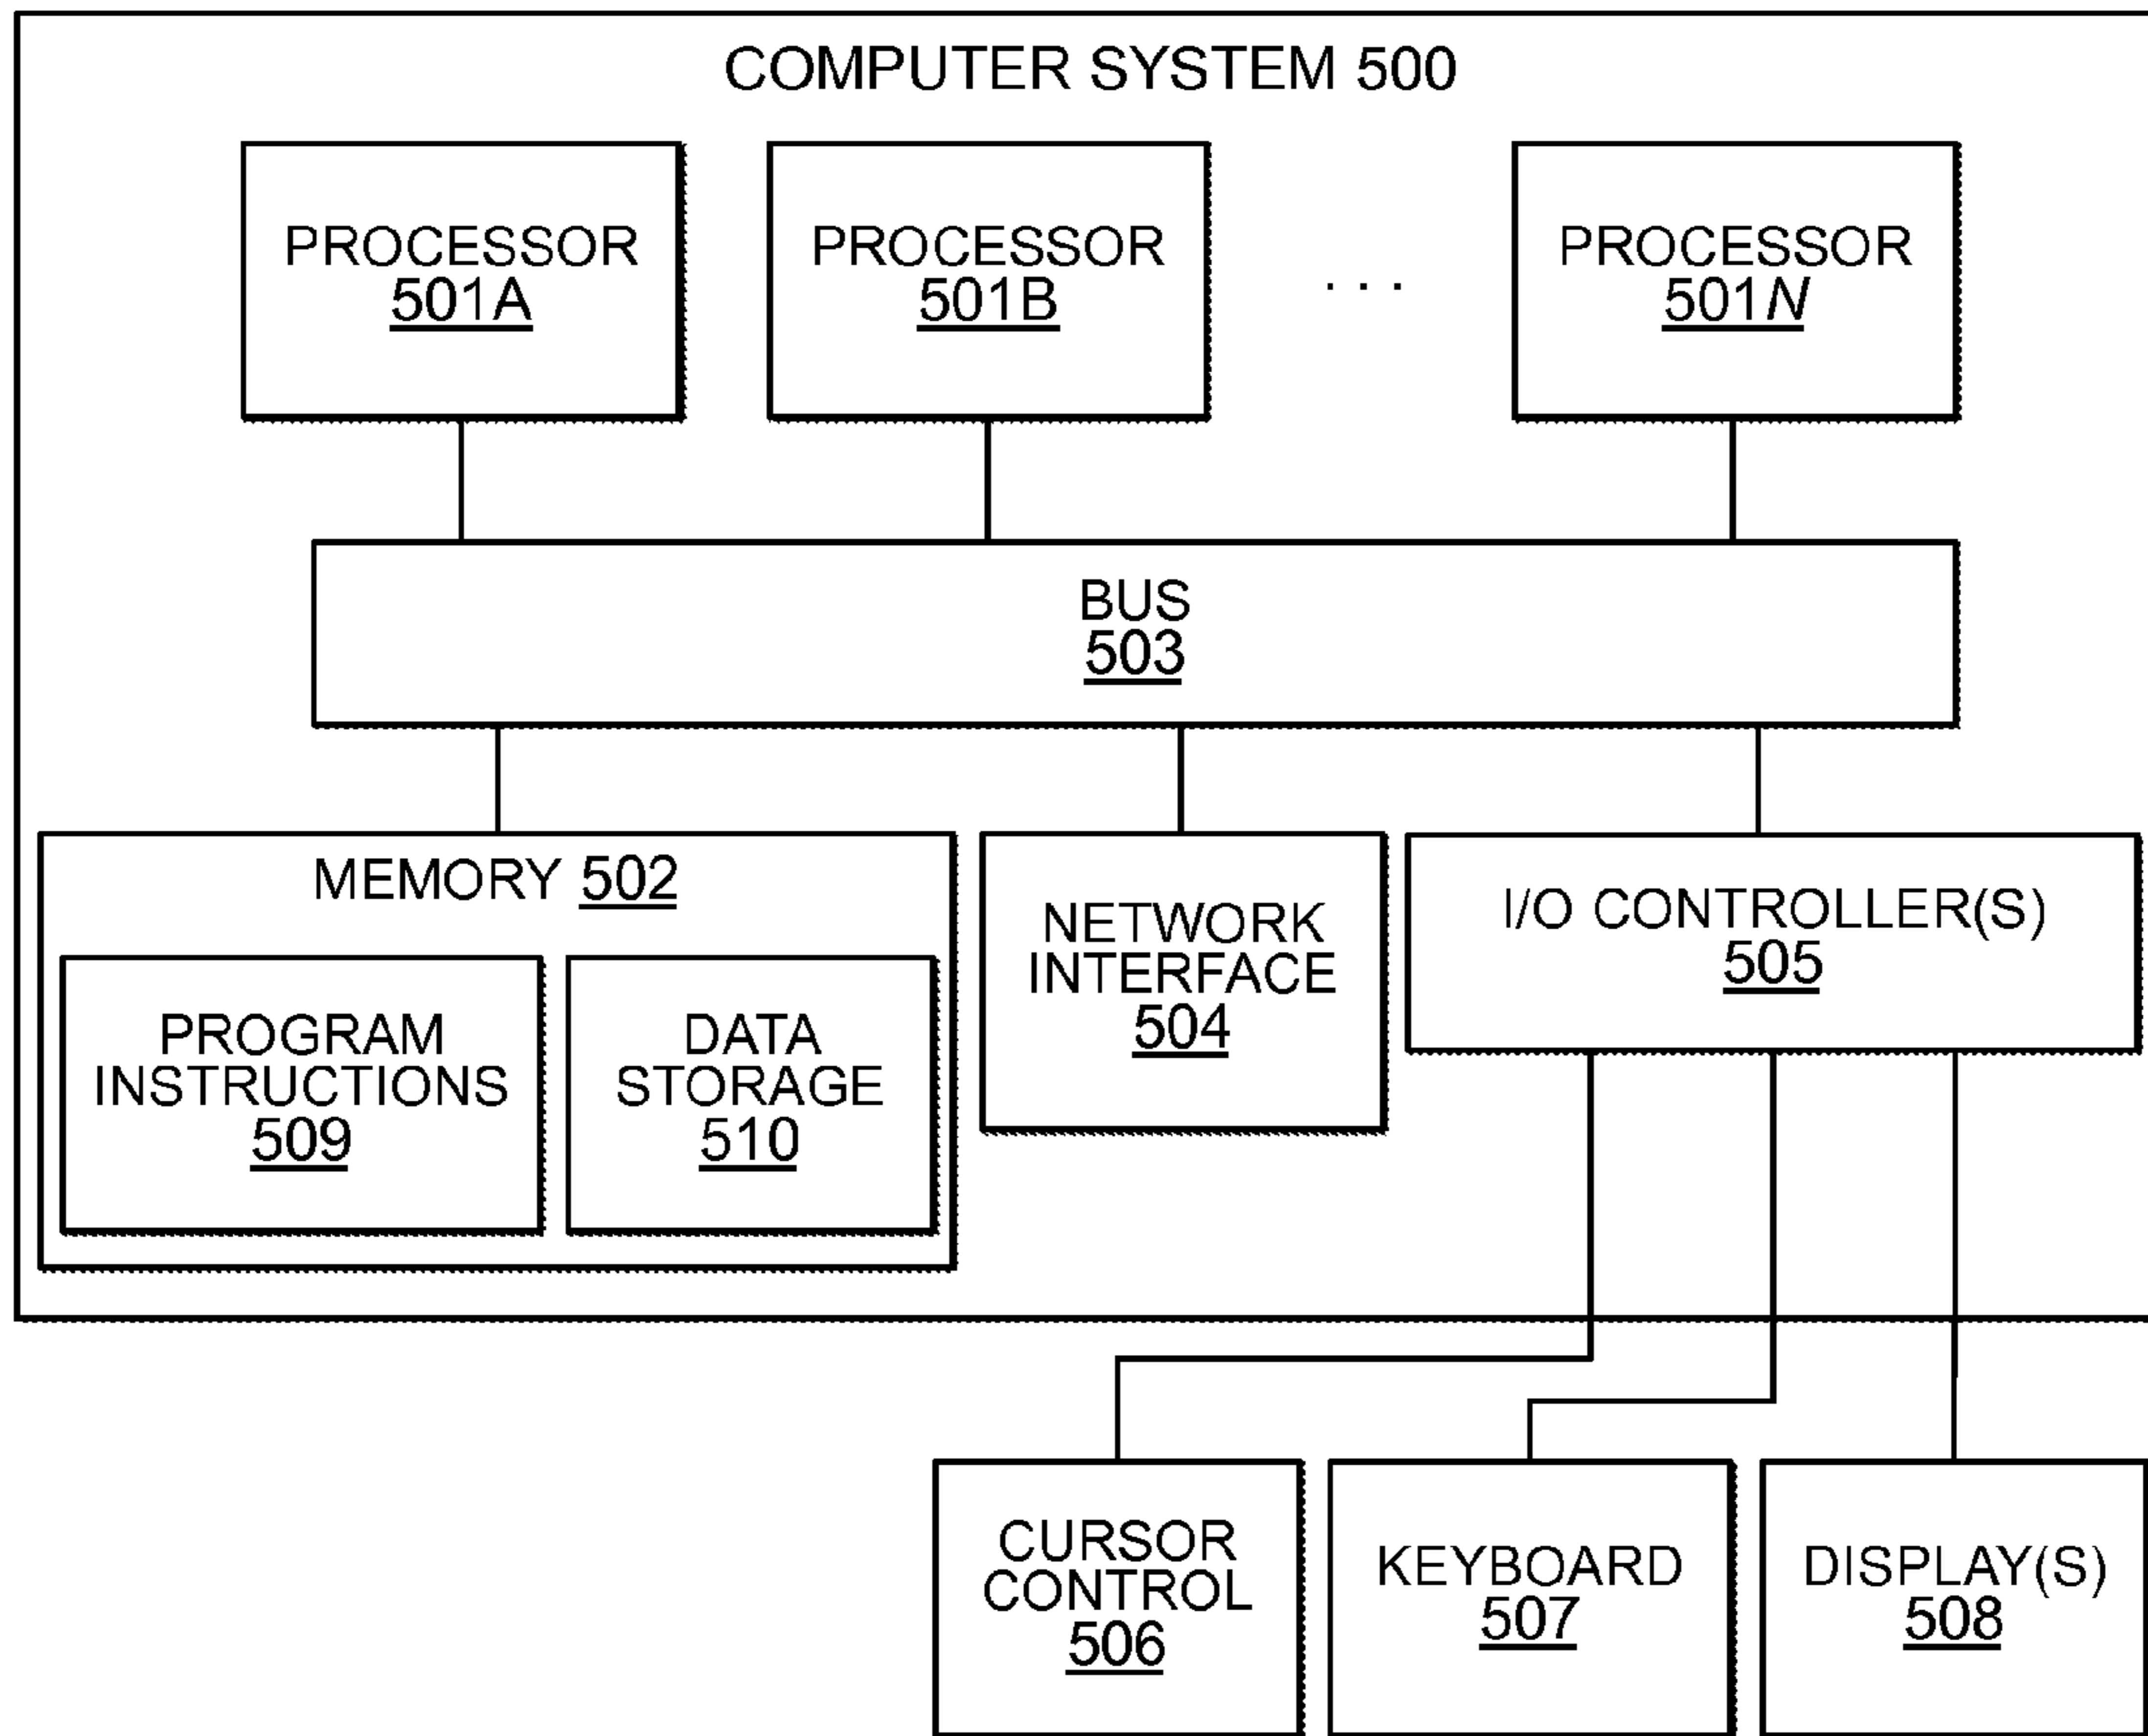 COMPUTER SYSTEM 500
PROCESSOR
501A
PROCESSOR
501B
. . .
PROCESSOR
501N
BUS
503
MEMORY 502
PROGRAM
INSTRUCTIONS
509
DATA
STORAGE
510
NETWORK
INTERFACE
504
I/O CONTROLLER(S)
505
CURSOR
CONTROL
506
KEYBOARD
507
DISPLAY(S)
508